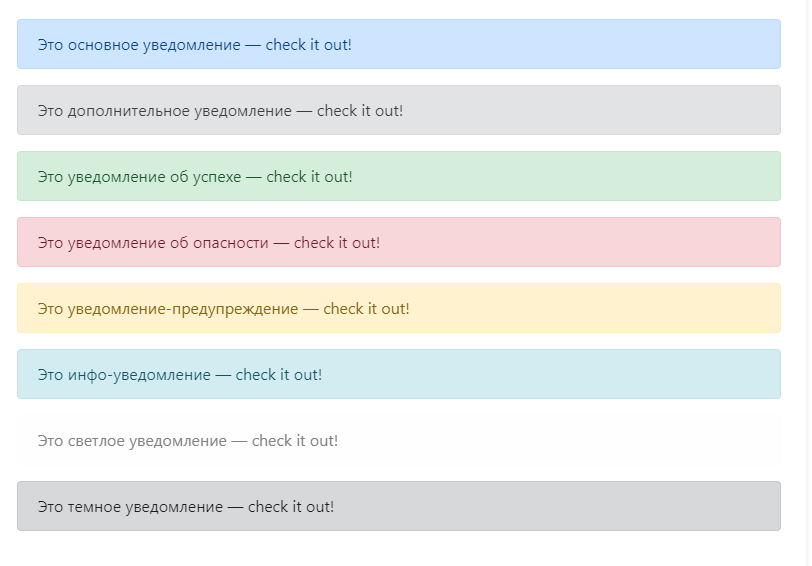 Это основное уведомление — check it out!
Это дополнительное уведомление — check it out!
Это уведомление об успехе — check it out!
Это уведомление об опасности — check it out!
Это уведомление-предупреждение — check it out!
Это инфо-уведомление — check it out!
Это светлое уведомление — check it out!
Это темное уведомление — check it out!